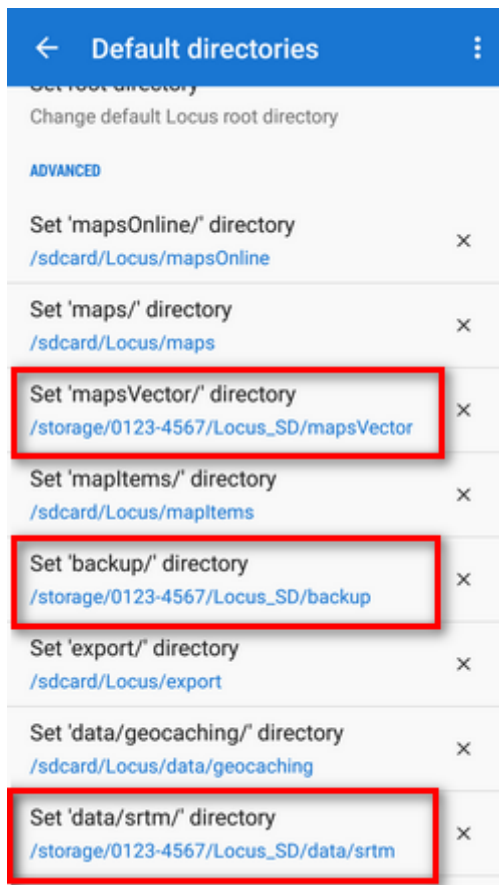 Default directories
Set root directory
Change default Locus root directory
ADVANCED
Set 'mapsOnline/' directory
/sdcard/Locus/mapsOnline
Set 'maps/' directory
/sdcard/Locus/maps
Set 'mapsVector/' directory
/storage/0123-4567/Locus_SD/mapsVector
Set 'mapItems/' directory
/sdcard/Locus/mapItems
Set 'backup/' directory
/storage/0123-4567/Locus_SD/backup
Set 'export/' directory
/sdcard/Locus/export
Set 'data/geocaching/' directory
/sdcard/Locus/data/geocaching
Set 'data/srtm/' directory
/storage/0123-4567/Locus_SD/data/srtm